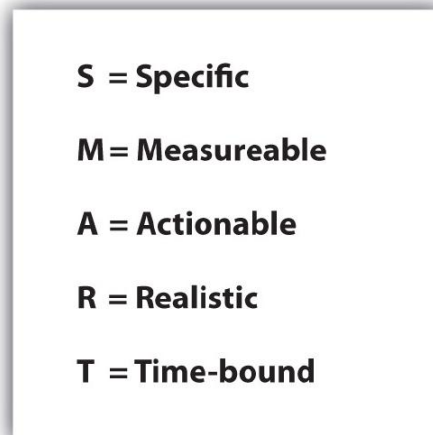 S = Specific
M = Measureable
A = Actionable
R = Realistic
T = Time-bound